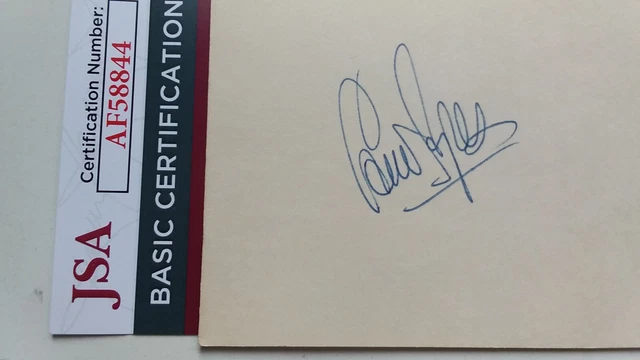 JSA
Certification Number:
AF58844
BASIC CERTIFICATION